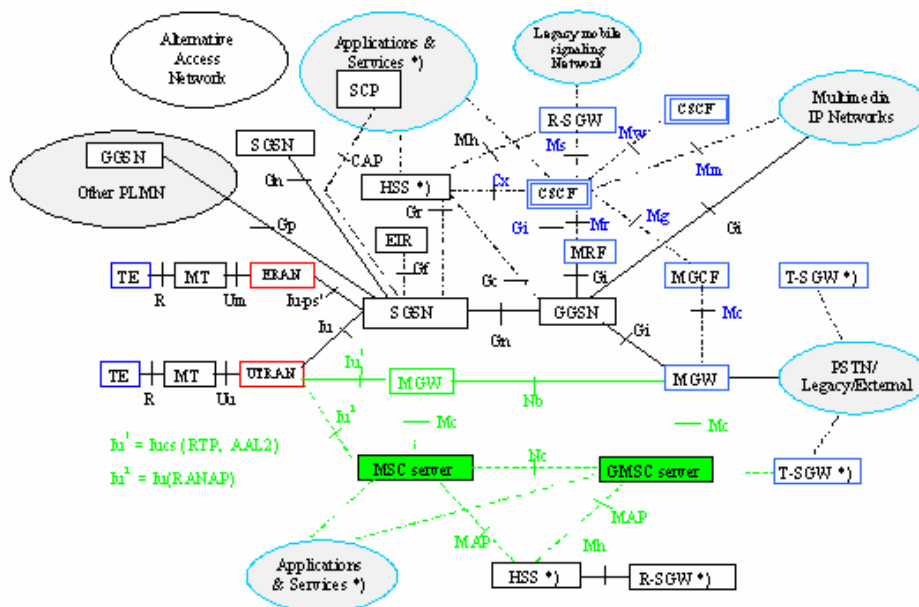 Alternative
Access
Network
Applications &
Services *)
SCP
Legacy mobile
signaling
Network
R-SGW
CSCF
Multimedia
IP Networks
Mh
Ms
Mw
Mm
GGSN
Other PLMN
SGSN
Gn
CAP
HSS *)
Cx
CSCF
Gr
Gi
Mr
Mg
Gi
Gp
EIR
Gf
MRF
MGCF
T-SGW *)
TE
R
MT
Um
ERAN
Iu-ps'
Gc
Gi
SGSN
Gn
GGSN
Mc
Iu
Gi
TE
R
MT
Uu
UTRAN
Iu¹
MGW
No
MGW
PSTN/
Legacy/External
Iu²
Mc
Mc
Iu¹ = Iucs (RTP, AAL2)
Iu² = Iu(RANAP)
MSC server
Nc
GMSC server
T-SGW *)
MAP
MAP
Mh
Applications
& Services *)
HSS *)
R-SGW *)